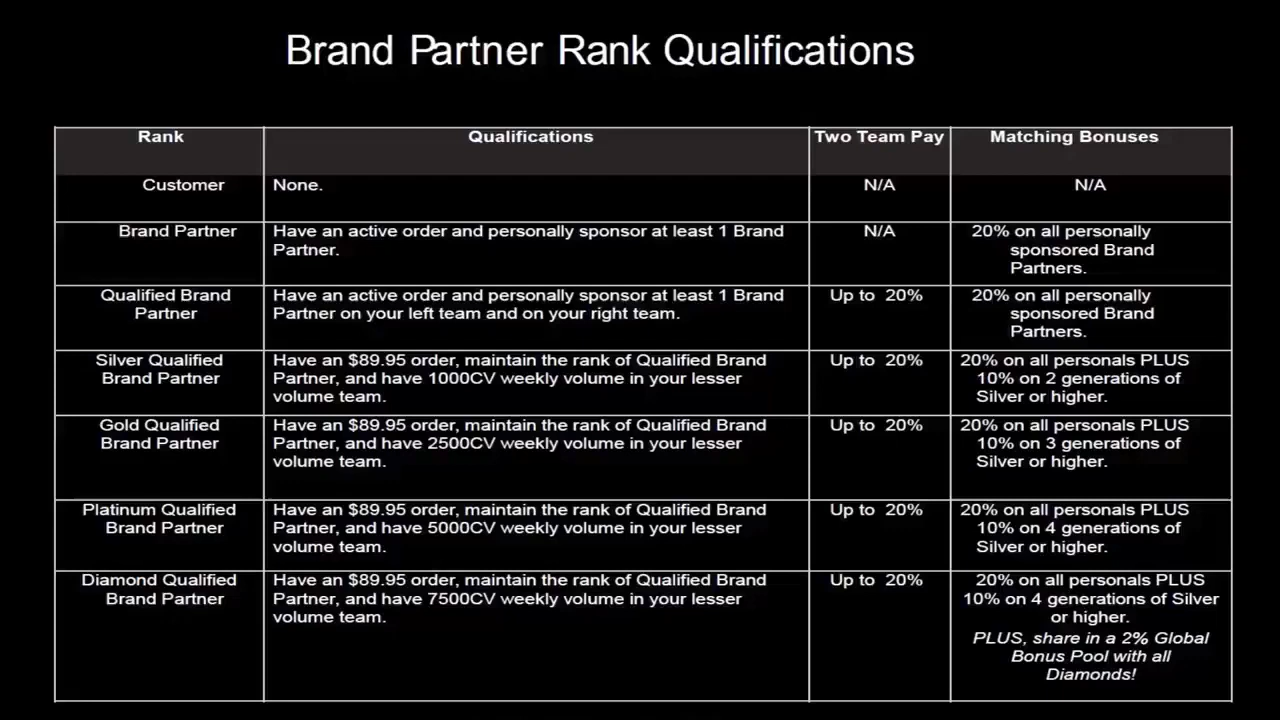 Brand Partner Rank Qualifications
Rank
Qualifications
Two Team Pay
Matching Bonuses
Customer
None.
N/A
N/A
Brand Partner
Have an active order and personally sponsor at least 1 Brand
Partner.
N/A
20% on all personally
sponsored Brand
Partners.
Qualified Brand
Partner
Have an active order and personally sponsor at least 1 Brand
Partner on your left team and on your right team.
Up to 20%
20% on all personally
sponsored Brand
Partners.
Silver Qualified
Brand Partner
Have an $89.95 order, maintain the rank of Qualified Brand
Partner, and have 1000CV weekly volume in your lesser
volume team.
Up to 20%
20% on all personals PLUS
10% on 2 generations of
Silver or higher.
Gold Qualified
Brand Partner
Have an $89.95 order, maintain the rank of Qualified Brand
Partner, and have 2500CV weekly volume in your lesser
volume team.
Up to 20%
20% on all personals PLUS
10% on 3 generations of
Silver or higher.
Platinum Qualified
Brand Partner
Have an $89.95 order, maintain the rank of Qualified Brand
Partner, and have 5000CV weekly volume in your lesser
volume team.
Up to 20%
20% on all personals PLUS
10% on 4 generations of
Silver or higher.
Diamond Qualified
Brand Partner
Have an $89.95 order, maintain the rank of Qualified Brand
Partner, and have 7500CV weekly volume in your lesser
volume team.
Up to 20%
20% on all personals PLUS
10% on 4 generations of Silver
or higher.
PLUS, share in a 2% Global
Bonus Pool with all
Diamonds!